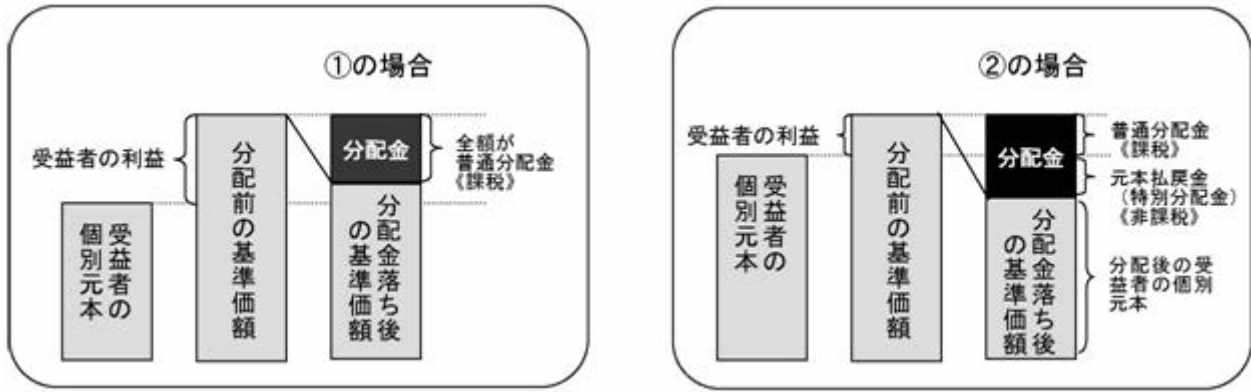 ①の場合
受益者の利益
受益者の
個別元本
分配前の基準価額
分配金
分配金落ち後
の基準価額
全額が
普通分配金
《課税》
②の場合
受益者の利益
受益者の
個別元本
分配前の基準価額
分配金
分配金落ち後
の基準価額
普通分配金
《課税》
元本払戻金
(特別分配金)
《非課税》
分配後の受
益者の個別
元本